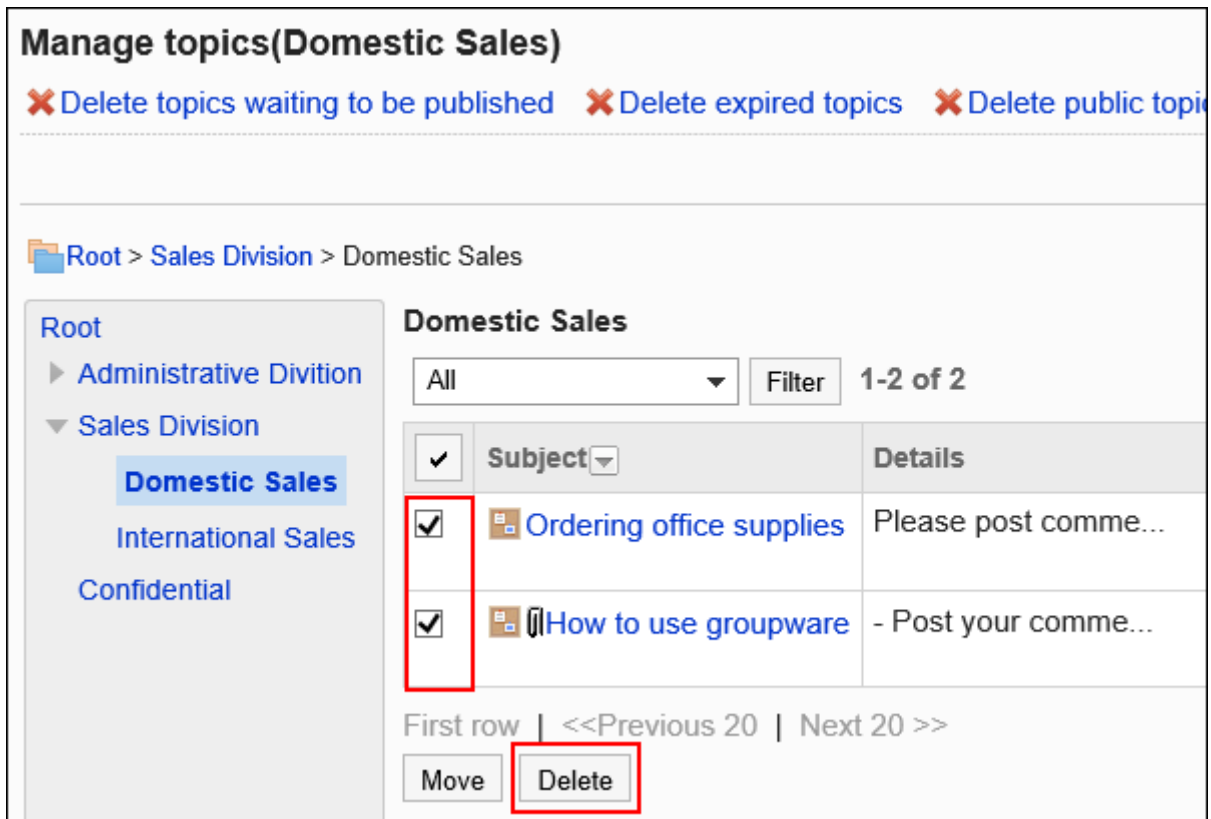 Manage topics(Domestic Sales)
Delete topics waiting to be published Delete expired topics Delete public topic
Root > Sales Division > Domestic Sales
Root
Administrative Divition
Sales Division
Domestic Sales
International Sales
Confidential
Domestic Sales
All Filter 1-2 of 2
Subject Details
Ordering office supplies Please post comme...
How to use groupware - Post your comme...
First row | <<Previous 20 | Next 20 >>
Move Delete